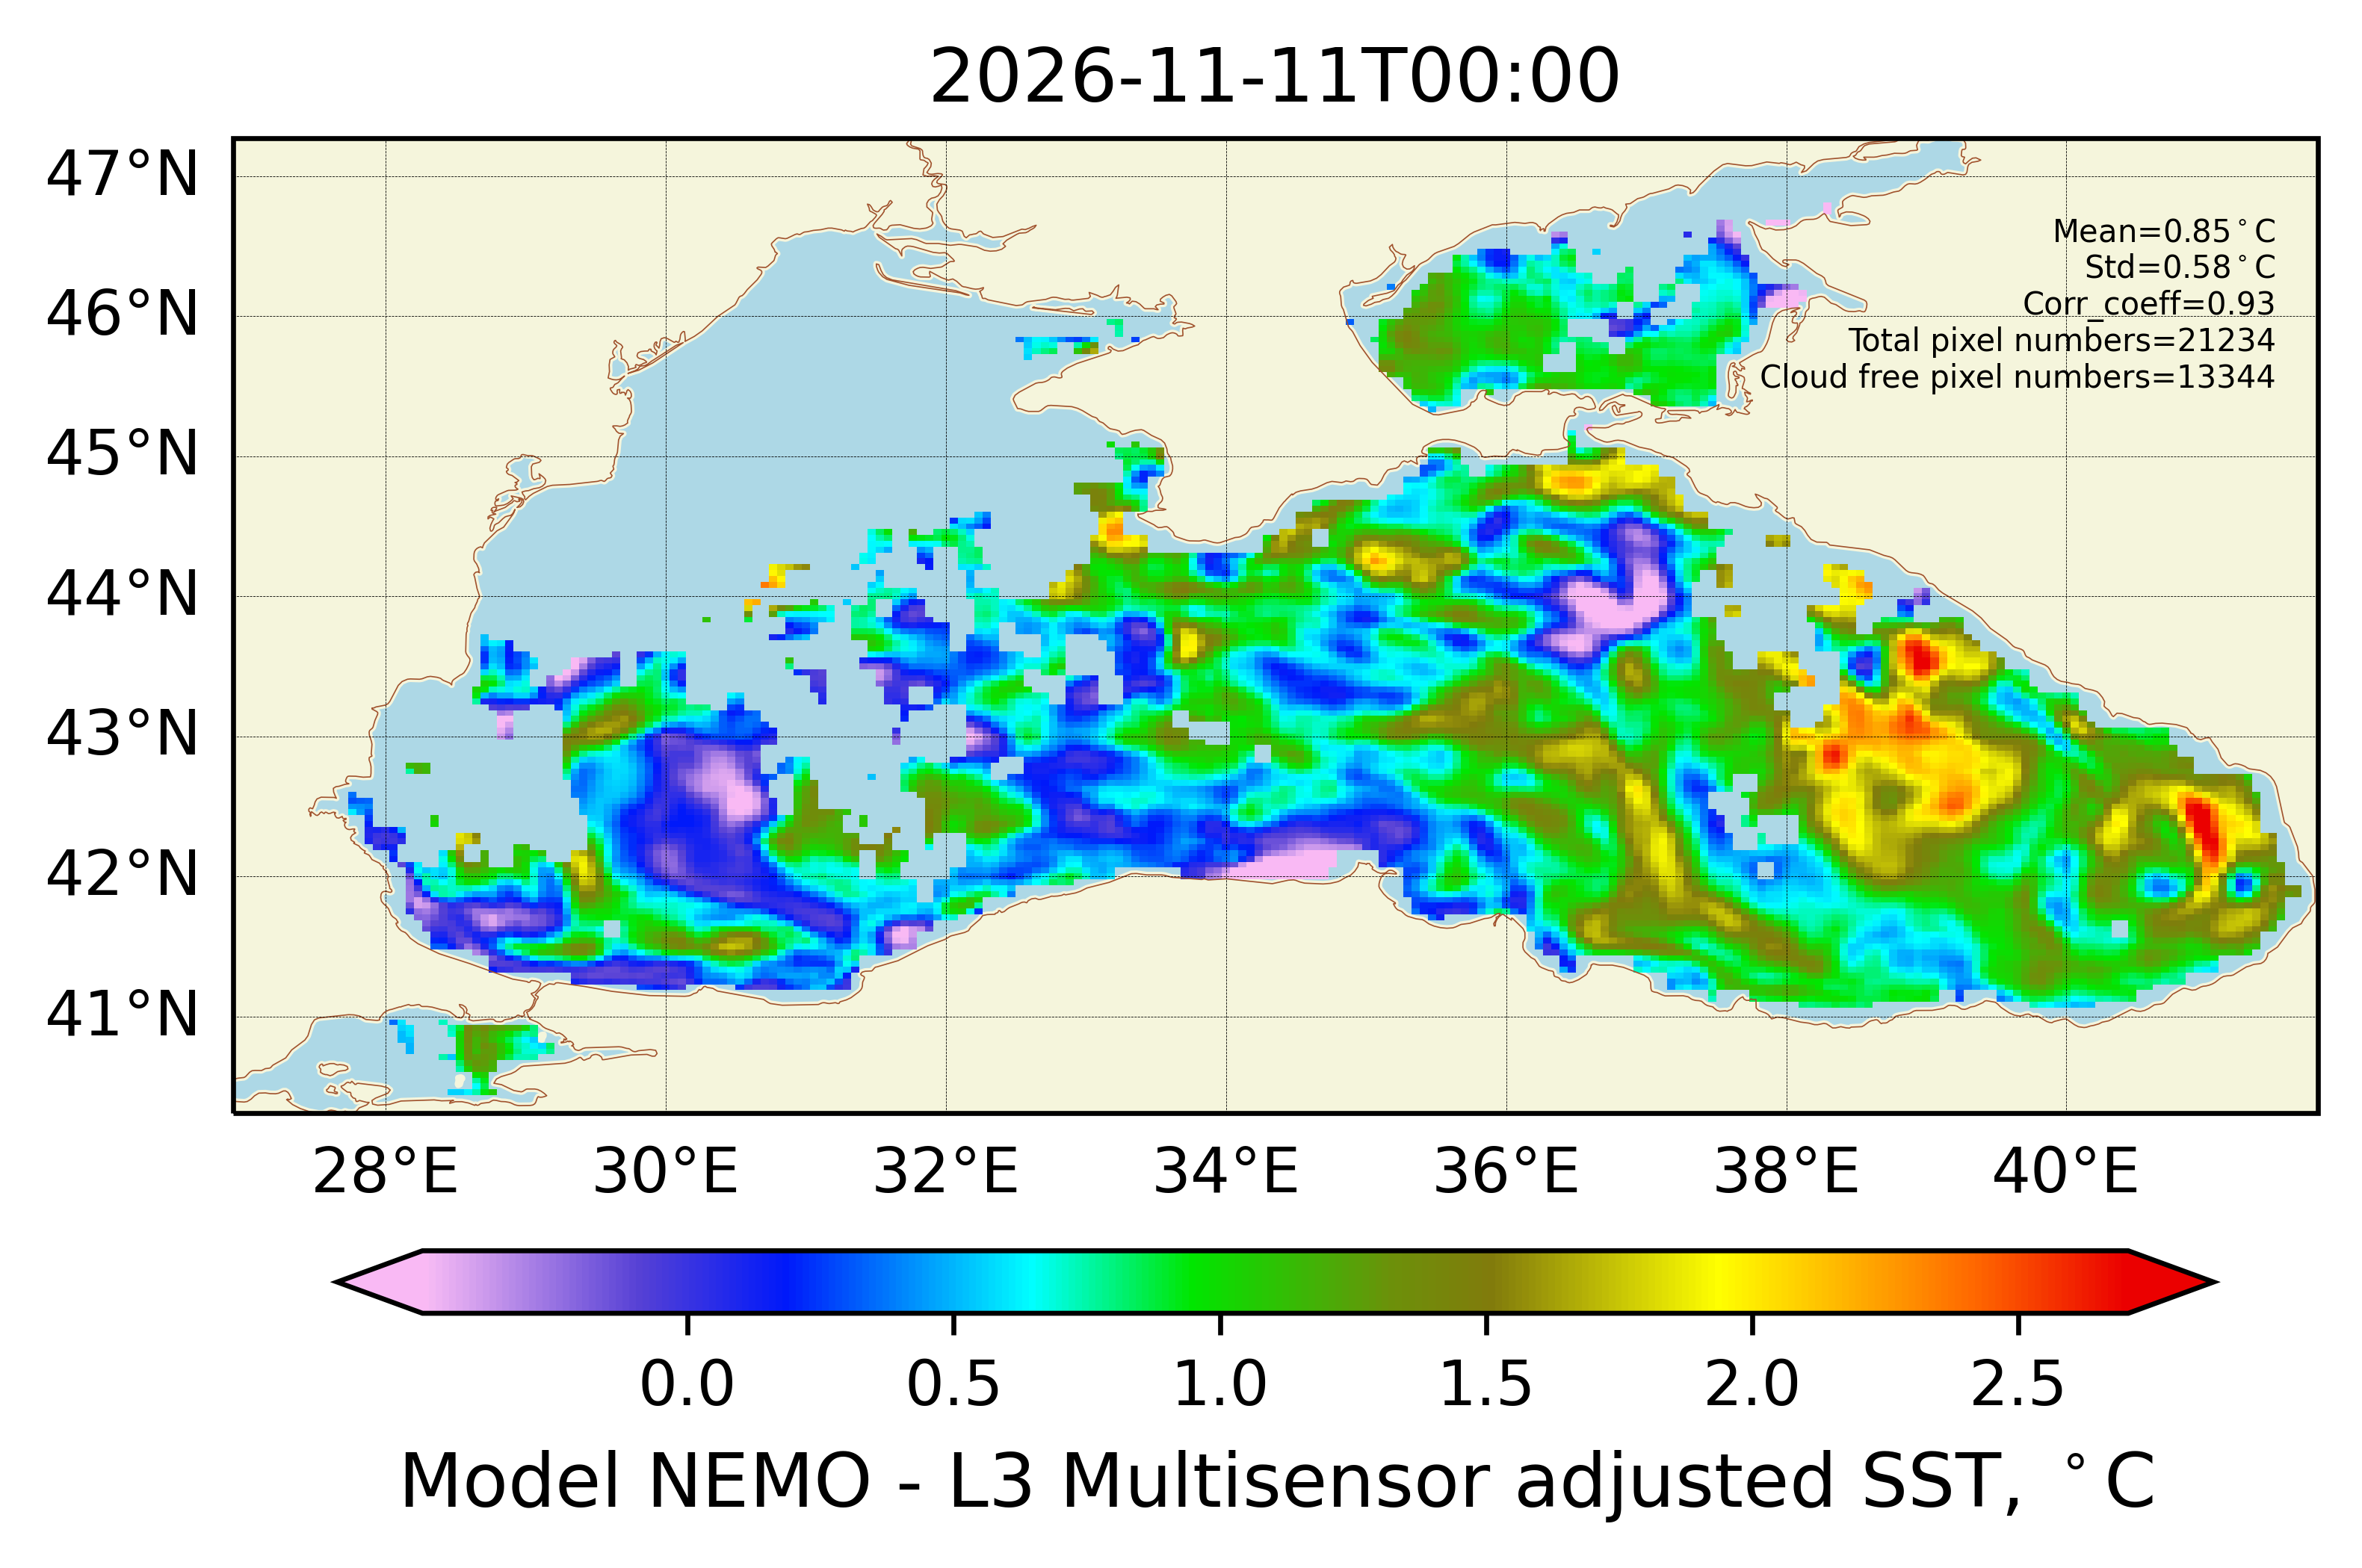 2026-11-11T00:00
47°N
46°N
45°N
44°N
43°N
42°N
41°N
Mean=0.85°C
Std=0.58°C
Corr_coeff=0.93
Total pixel numbers=21234
Cloud free pixel numbers=13344
28°E 30°E 32°E 34°E 36°E 38°E 40°E
0.0 0.5 1.0 1.5 2.0 2.5
Model NEMO - L3 Multisensor adjusted SST, °C